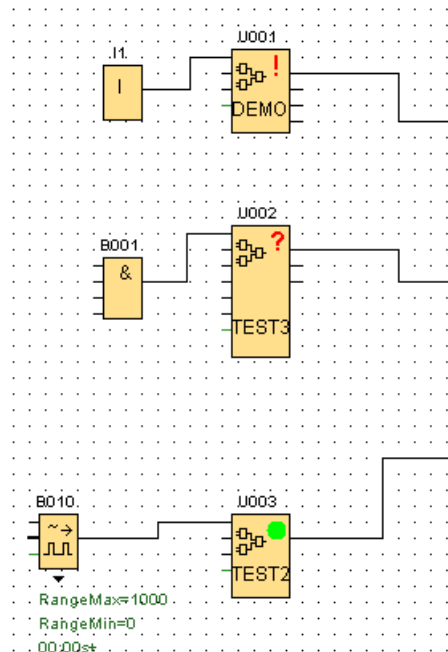 U001
I1
I
!
DEMO
U002
B001
&
?
TEST3
B010
U003
TEST2
RangeMax=1000
RangeMin=0
00:00s+